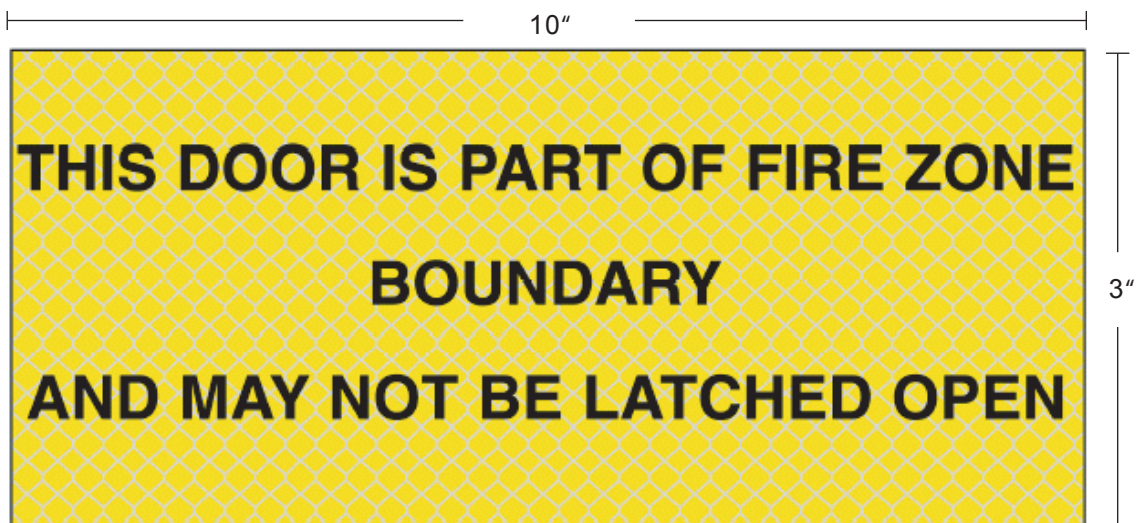 10“
THIS DOOR IS PART OF FIRE ZONE
BOUNDARY
AND MAY NOT BE LATCHED OPEN
3“